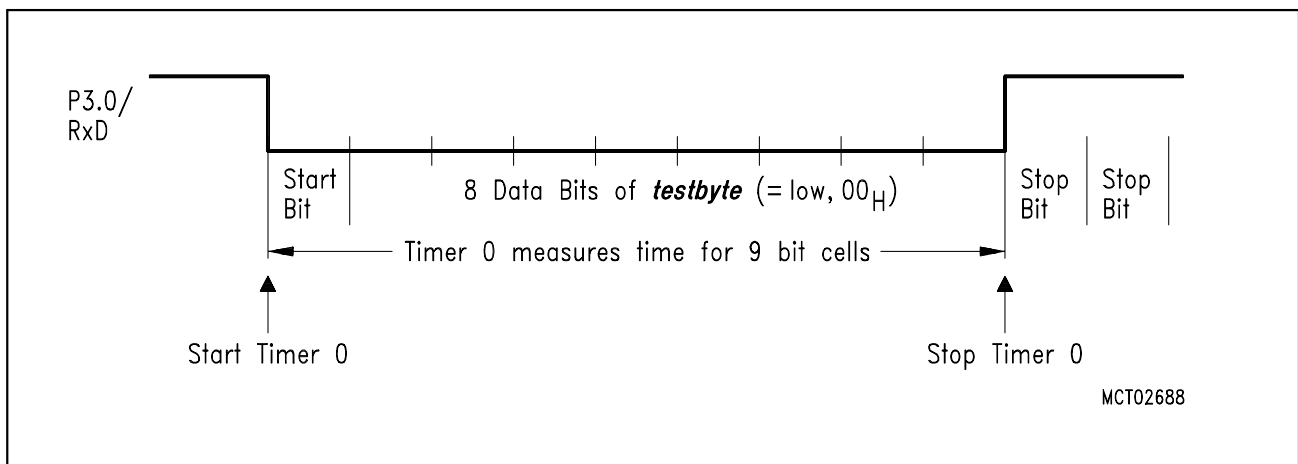 P3.0/
RxD
Start
Bit
8 Data Bits of testbyte (=low, 00H)
Stop
Bit
Stop
Bit
Timer 0 measures time for 9 bit cells
Start Timer 0
Stop Timer 0
MCT02688